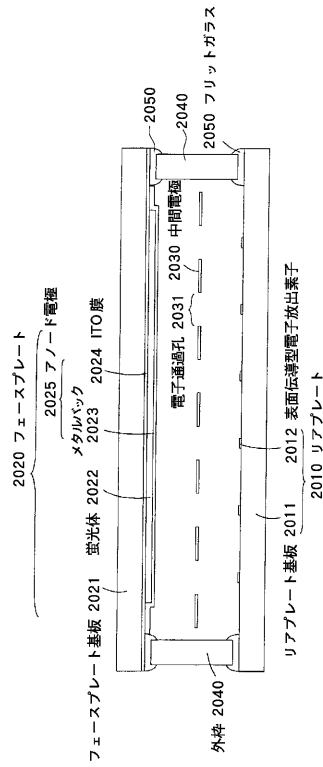 2020 フェースプレート
2025 アノード電極
メタルバック
フェースプレート基板 2021
蛍光体 2022
2023
2024 ITO膜
2050
2040
2050 フリットガラス
電子通過孔 2031
2030 中間電極
外枠 2040
リアプレート基板 2011
2012 表面伝導型電子放出素子
2010 リアプレート